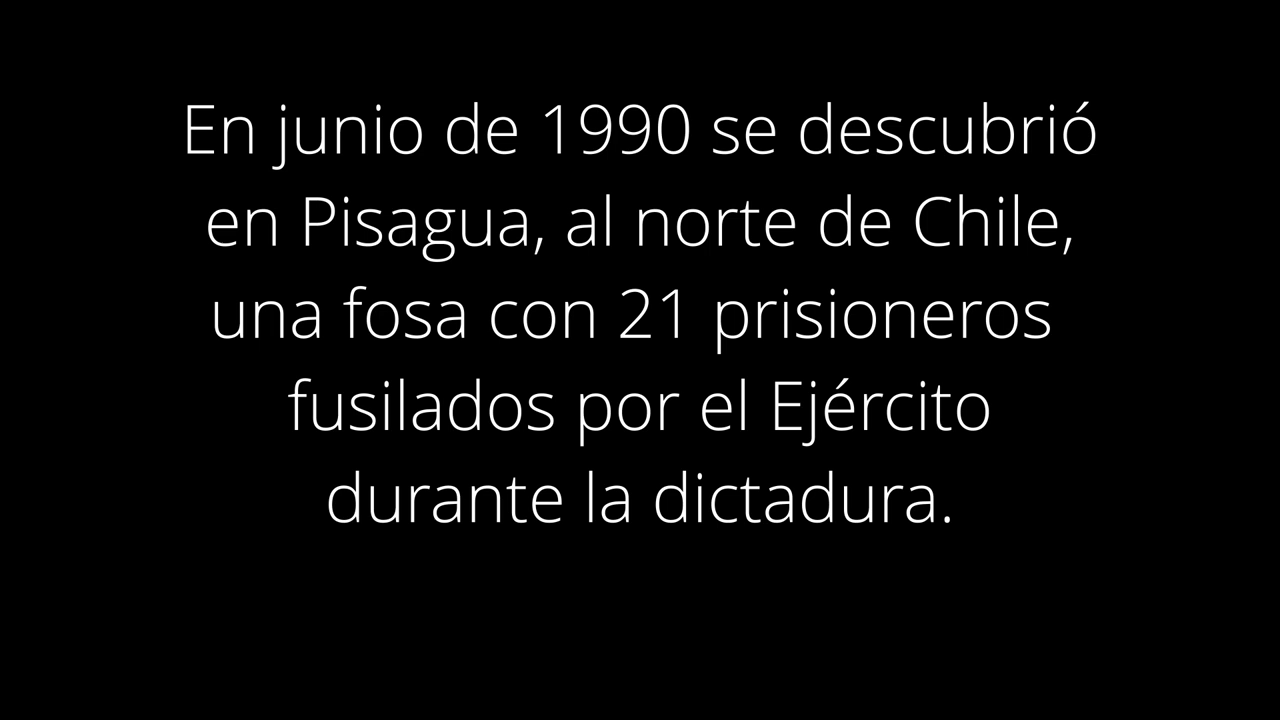 En junio de 1990 se descubrió
en Pisagua, al norte de Chile,
una fosa con 21 prisioneros
fusilados por el Ejército
durante la dictadura.